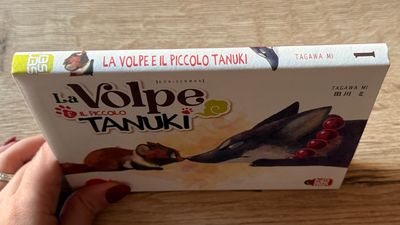 LA VOLPE E IL PICCOLO TANUKI
TAGAWA MI
1
La Volpe
E IL PICCOLO
TANUKI
TAGAWA MI
田川 ミ